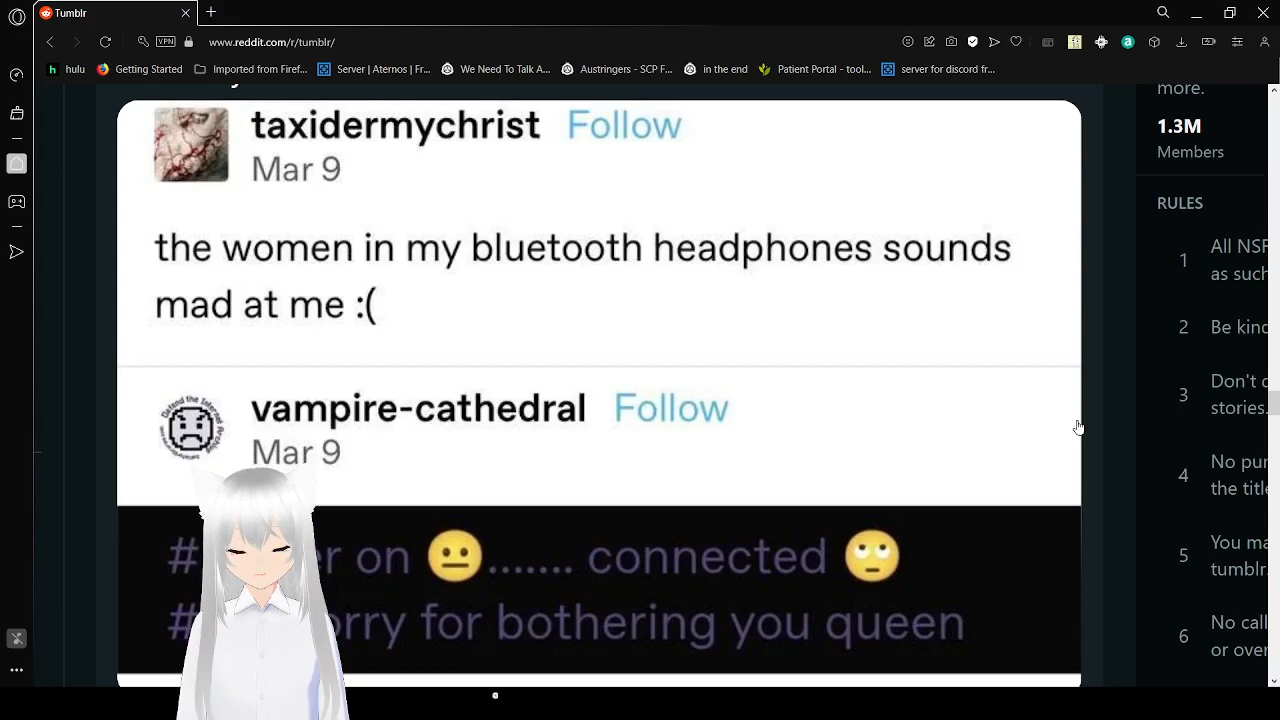 Tumblr
VPN
www.reddit.com/r/tumblr/
hulu
Getting Started
Imported from Firef...
Server | Aternos | Fr...
We Need To Talk A...
Austringers - SCP F...
in the end
Patient Portal - tool...
server for discord fr...
taxidermychrist Follow
Mar 9
the women in my bluetooth headphones sounds
mad at me :(
vampire-cathedral Follow
Mar 9
# r on 😐....... connected 🙄
# orry for bothering you queen
more.
1.3M
Members
RULES
1 All NSF
as such
2 Be kind
3 Don't
stories.
4 No pu
the title
5 You ma
tumblr.
6 No call
or over